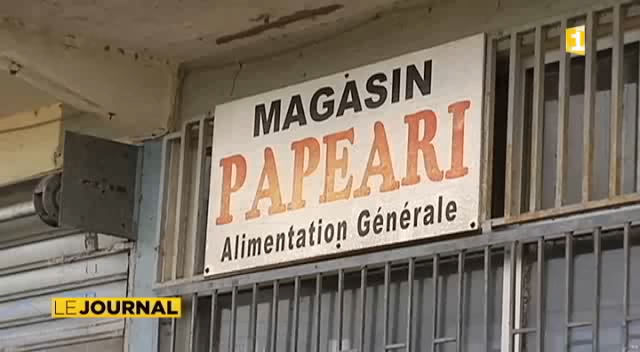 1
MAGASIN
PAPEARI
Alimentation Générale
LE JOURNAL